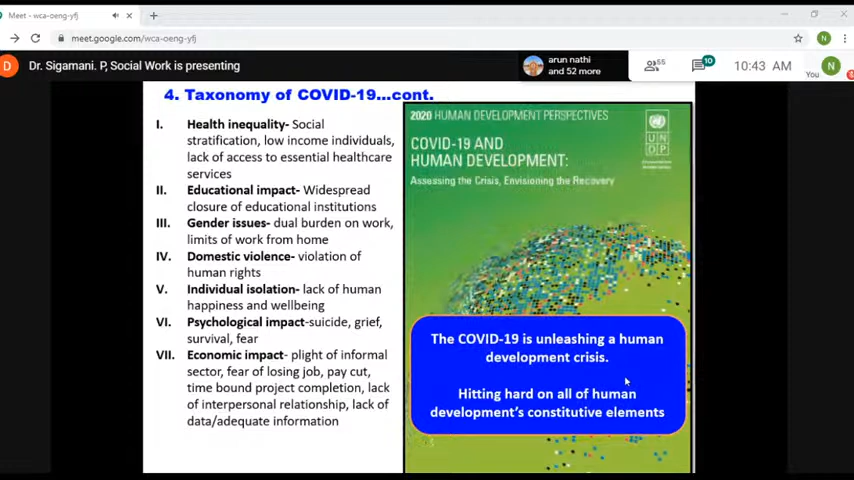 Meet - wca-oeng-yfj
meet.google.com/wca-oeng-yfj
N
D
Dr. Sigamani. P, Social Work is presenting
arun nathi
and 52 more
55
10
10:43 AM
You
N
4. Taxonomy of COVID-19...cont.
I. Health inequality- Social
stratification, low income individuals,
lack of access to essential healthcare
services
II. Educational impact- Widespread
closure of educational institutions
III. Gender issues- dual burden on work,
limits of work from home
IV. Domestic violence- violation of
human rights
V. Individual isolation- lack of human
happiness and wellbeing
VI. Psychological impact-suicide, grief,
survival, fear
VII. Economic impact- plight of informal
sector, fear of losing job, pay cut,
time bound project completion, lack
of interpersonal relationship, lack of
data/adequate information
2020 HUMAN DEVELOPMENT PERSPECTIVES
COVID-19 AND
HUMAN DEVELOPMENT:
Assessing the Crisis, Envisioning the Recovery
U N
D P
The COVID-19 is unleashing a human
development crisis.
Hitting hard on all of human
development's constitutive elements